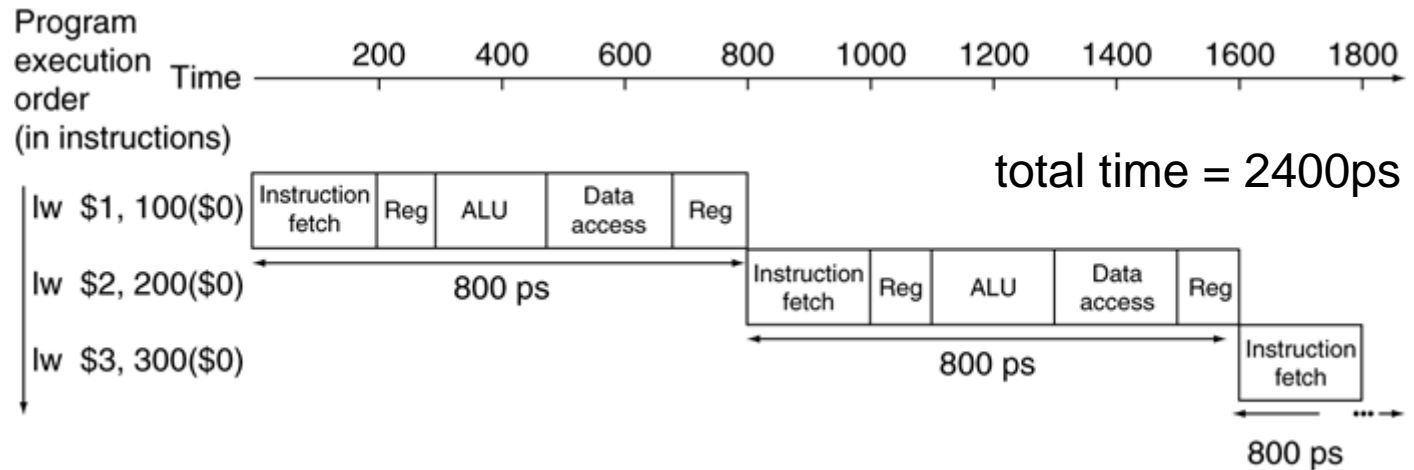 Program
execution
order
(in instructions)
Time
200 400 600 800 1000 1200 1400 1600 1800
total time = 2400ps
lw $1, 100($0)
Instruction
fetch
Reg
ALU
Data
access
Reg
800 ps
lw $2, 200($0)
Instruction
fetch
Reg
ALU
Data
access
Reg
800 ps
lw $3, 300($0)
Instruction
fetch
•••
800 ps